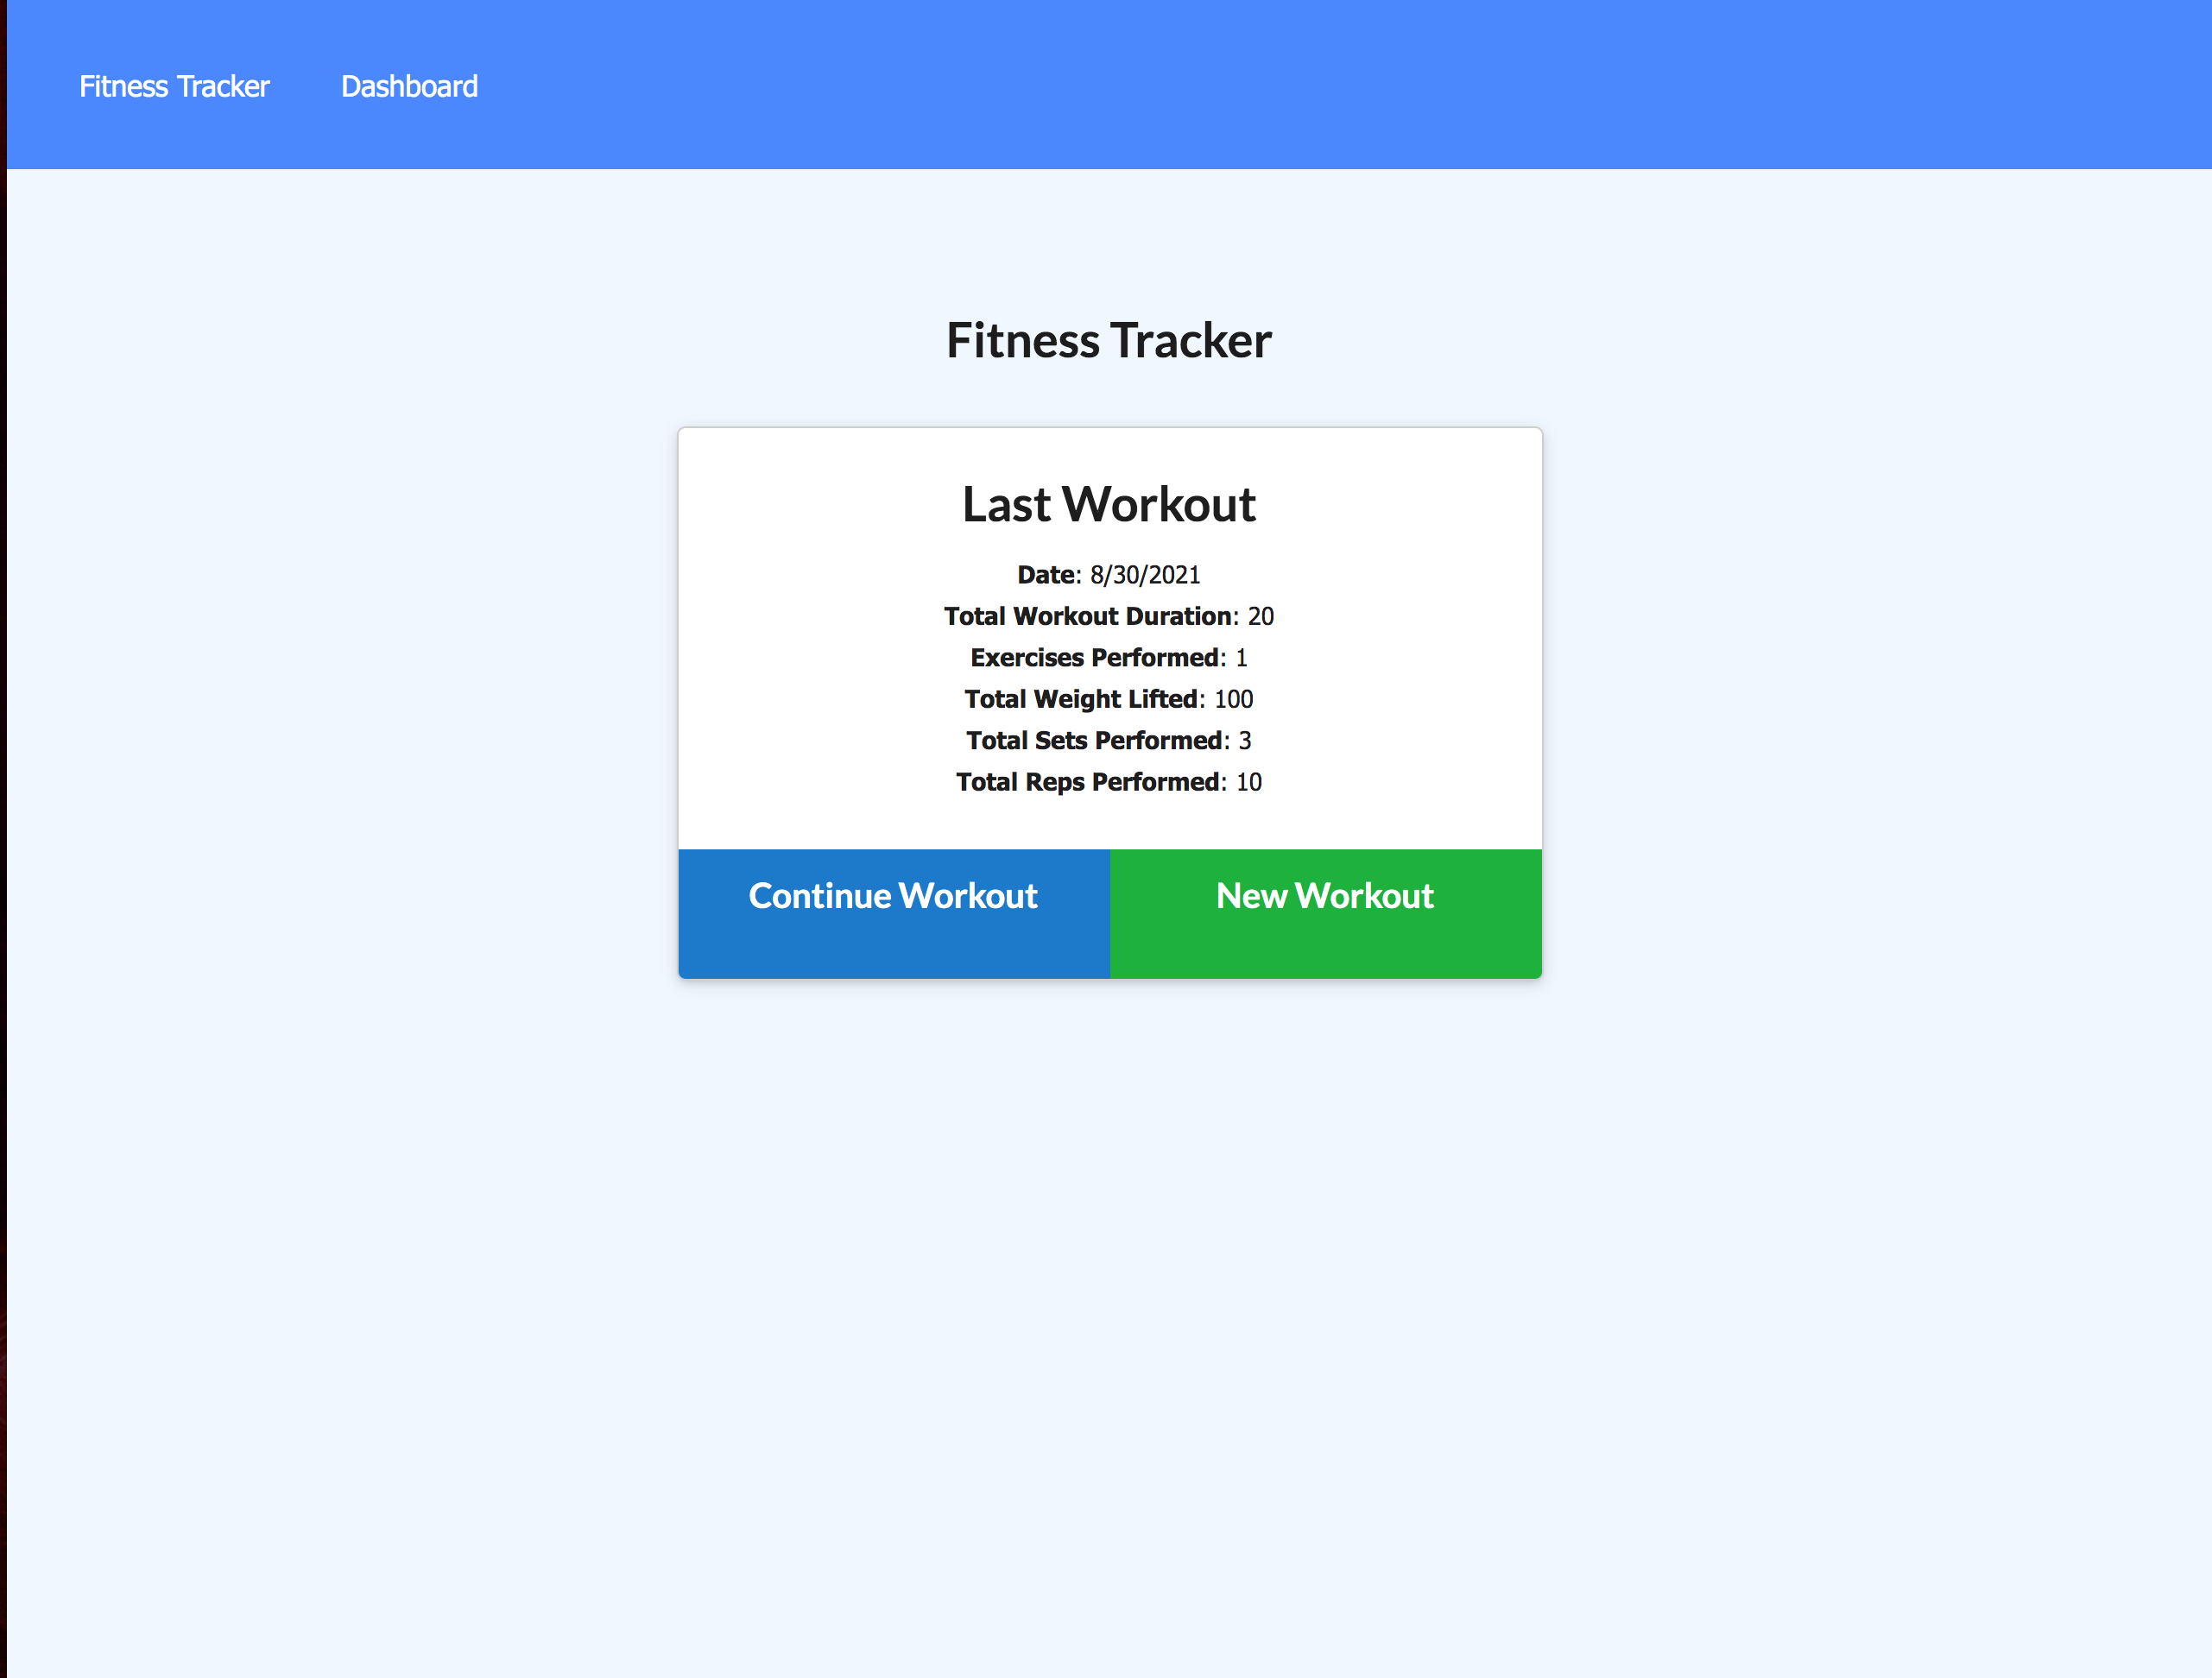 Fitness Tracker Dashboard
Fitness Tracker
Last Workout
Date: 8/30/2021
Total Workout Duration: 20
Exercises Performed: 1
Total Weight Lifted: 100
Total Sets Performed: 3
Total Reps Performed: 10
Continue Workout New Workout